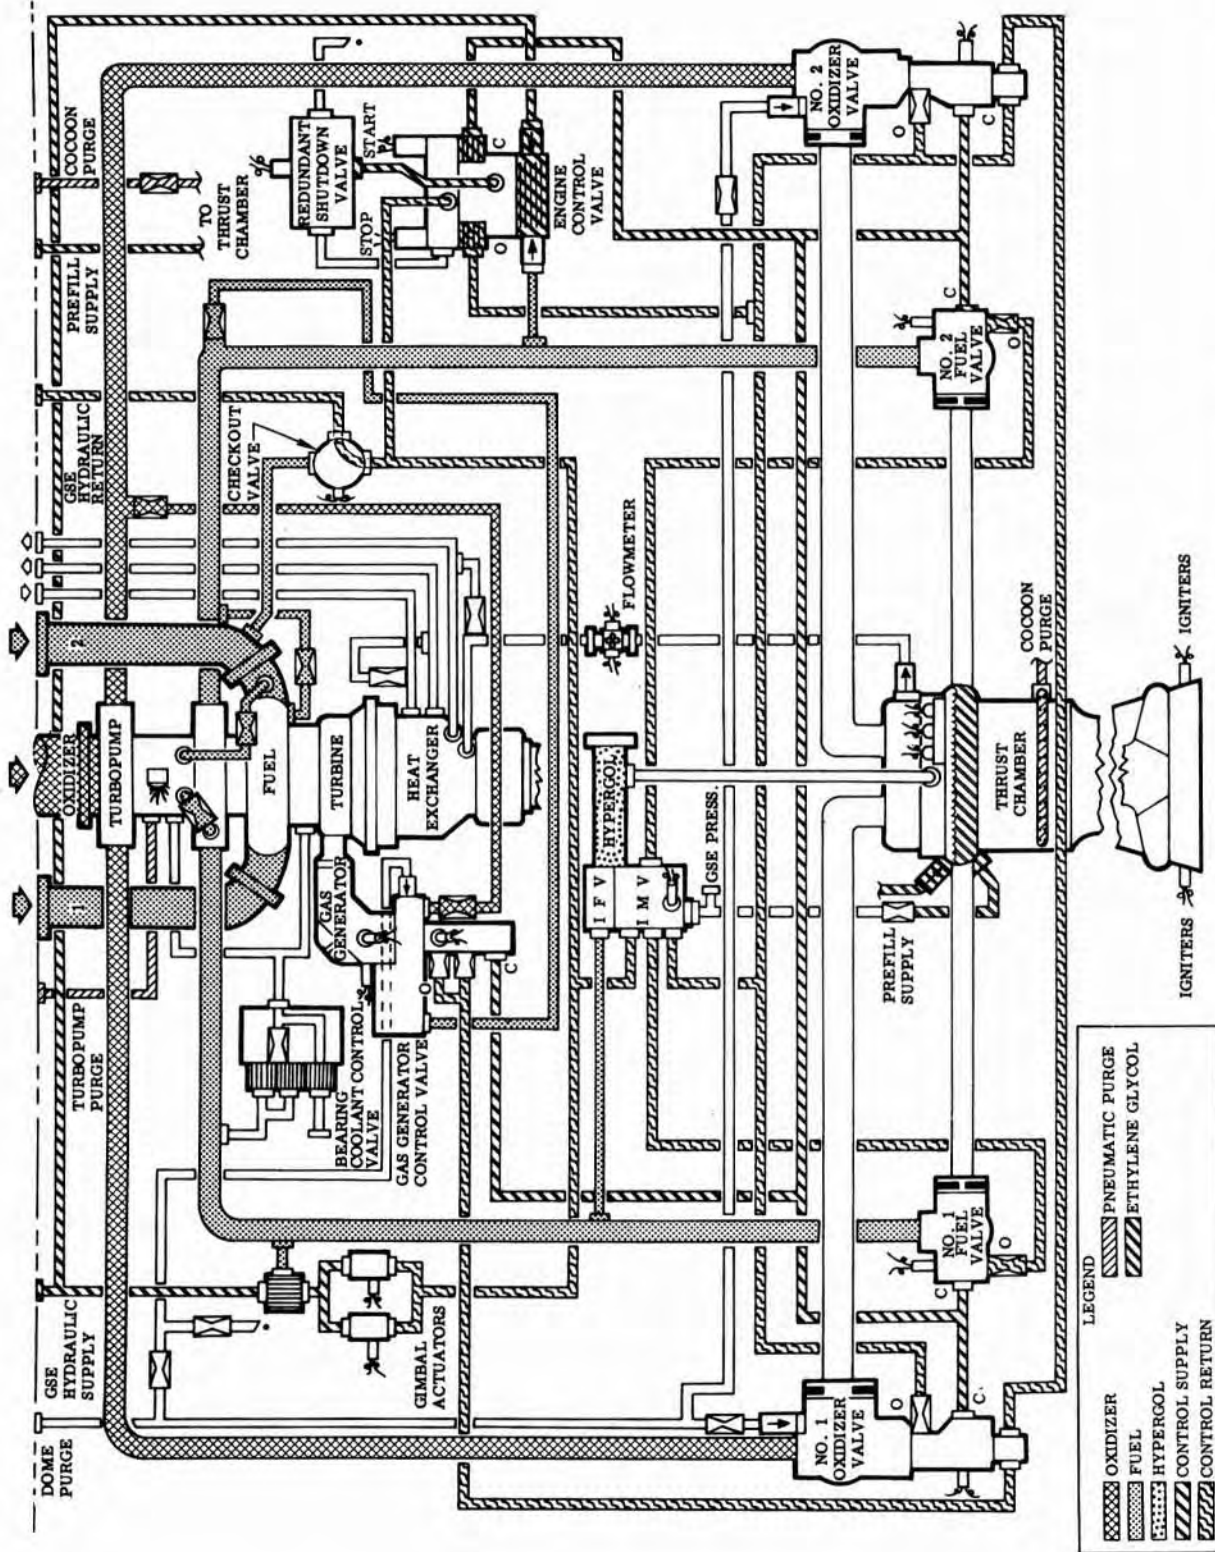 DOME
PURGE
GSE
HYDRAULIC
SUPPLY
TURBOPUMP
PURGE
GSE
HYDRAULIC
RETURN
PREFILL
SUPPLY
COCOON
PURGE
TO
THRUST
CHAMBER
1
2
OXIDIZER
TURBOPUMP
FUEL
TURBINE
HEAT
EXCHANGER
GAS
GENERATOR
BEARING
COOLANT CONTROL
VALVE
GAS GENERATOR
CONTROL VALVE
O
C
CHECKOUT
VALVE
REDUNDANT
SHUTDOWN
VALVE
STOP
START
O
C
ENGINE
CONTROL
VALVE
GIMBAL
ACTUATORS
FLOWMETER
HYPERGOL
I F V
I M V
GSE PRESS.
NO. 1
OXIDIZER
VALVE
O
C
NO. 1
FUEL
VALVE
C
O
PREFILL
SUPPLY
THRUST
CHAMBER
COCOON
PURGE
NO. 2
FUEL
VALVE
C
O
NO. 2
OXIDIZER
VALVE
O
C
IGNITERS
IGNITERS
LEGEND
OXIDIZER
FUEL
HYPERGOL
CONTROL SUPPLY
CONTROL RETURN
PNEUMATIC PURGE
ETHYLENE GLYCOL